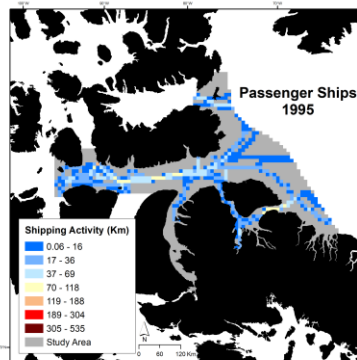 Passenger Ships
1995
Shipping Activity (Km)
0.06 - 16
17 - 36
37 - 69
70 - 118
119 - 188
189 - 304
305 - 535
Study Area
N
0 30 60 120 Km